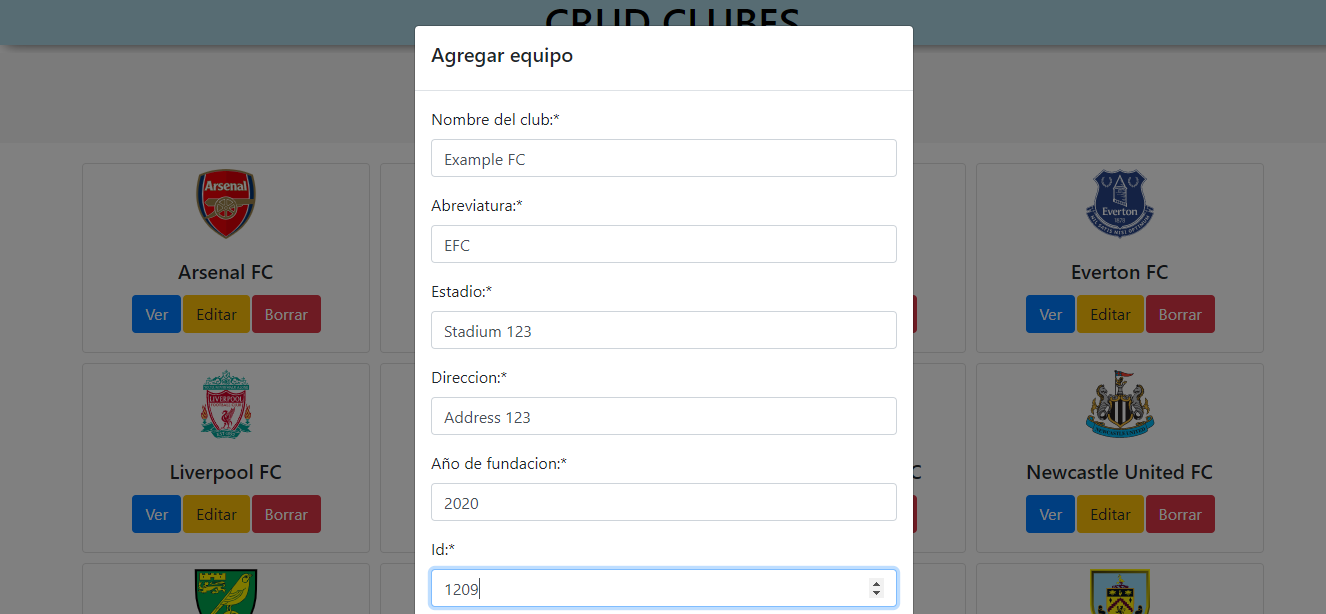 CRUD CLUBES
Agregar equipo
Nombre del club:*
Example FC
Abreviatura:*
EFC
Estadio:*
Stadium 123
Direccion:*
Address 123
Año de fundacion:*
2020
Id:*
1209
Arsenal
Arsenal FC
Ver Editar Borrar
Everton
1878
Everton FC
Ver Editar Borrar
LIVERPOOL
Liverpool FC
Ver Editar Borrar
C
Newcastle United FC
Ver Editar Borrar